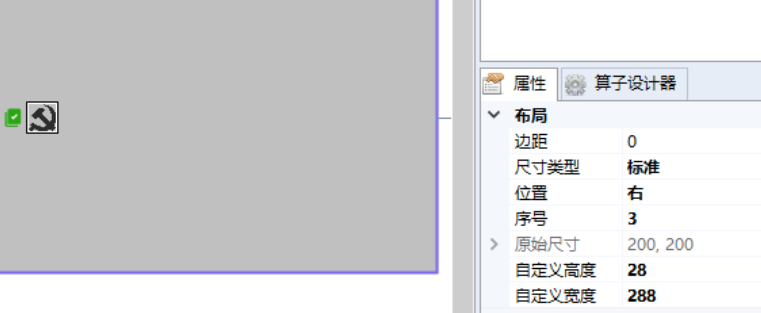 属性 算子设计器
布局
边距 0
尺寸类型 标准
位置 右
序号 3
原始尺寸 200, 200
自定义高度 28
自定义宽度 288